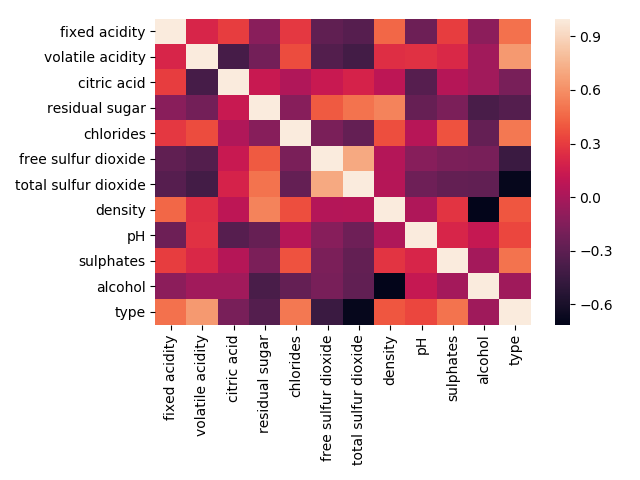 fixed acidity
volatile acidity
citric acid
residual sugar
chlorides
free sulfur dioxide
total sulfur dioxide
density
pH
sulphates
alcohol
type
fixed acidity
volatile acidity
citric acid
residual sugar
chlorides
free sulfur dioxide
total sulfur dioxide
density
pH
sulphates
alcohol
type
0.9
0.6
0.3
0.0
−0.3
−0.6